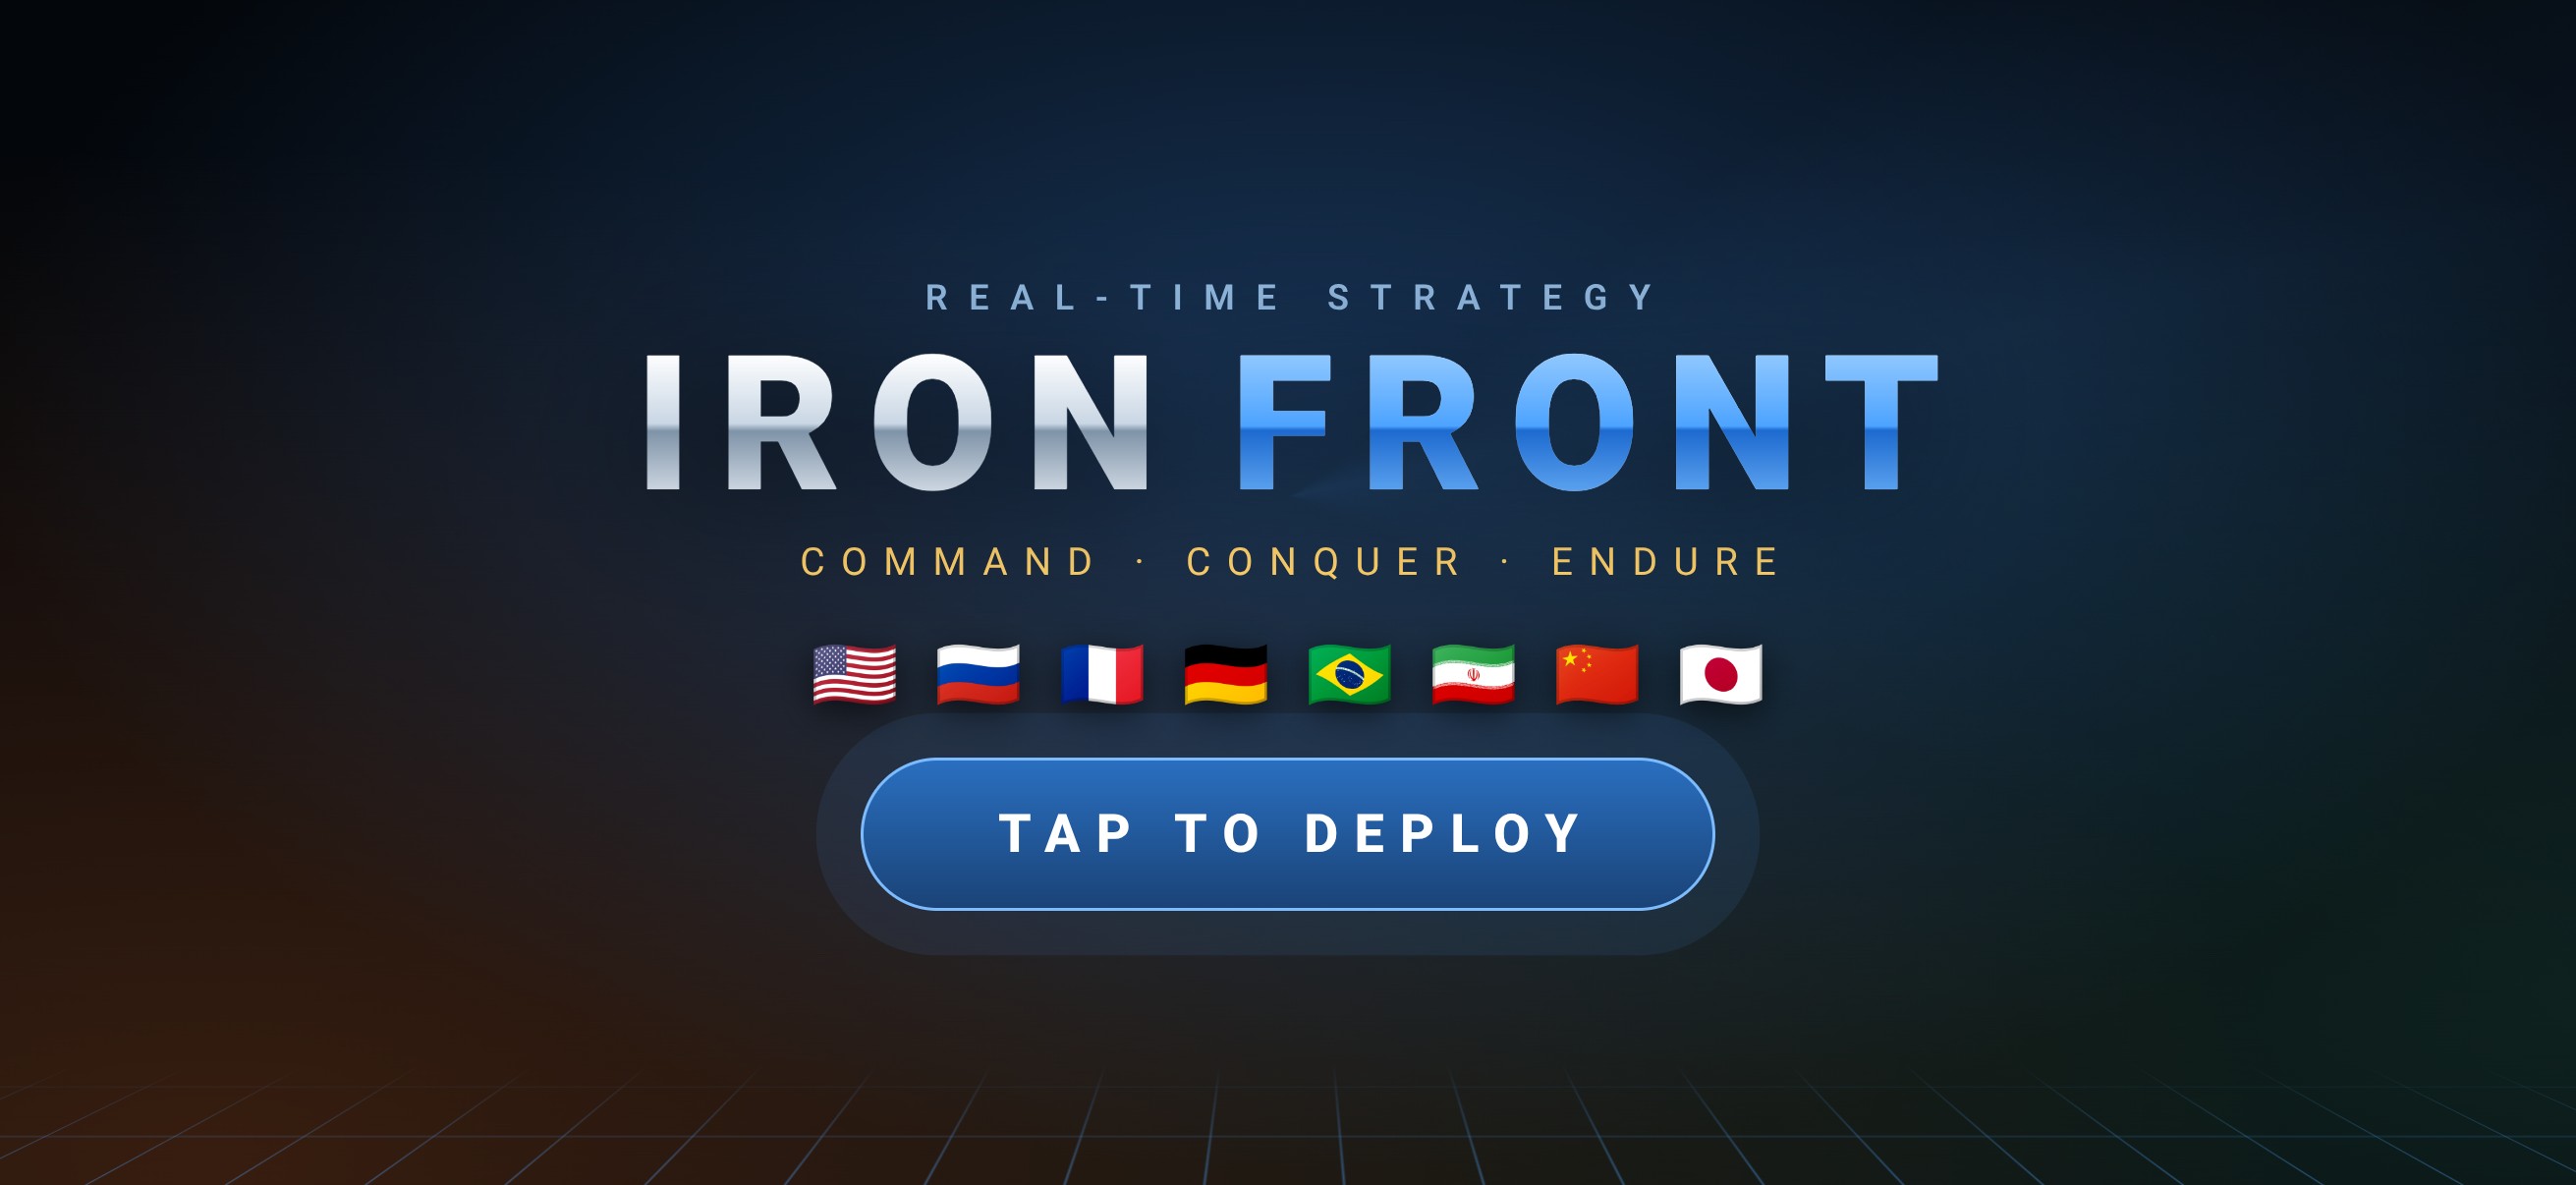 REAL-TIME STRATEGY
IRON FRONT
COMMAND · CONQUER · ENDURE
TAP TO DEPLOY